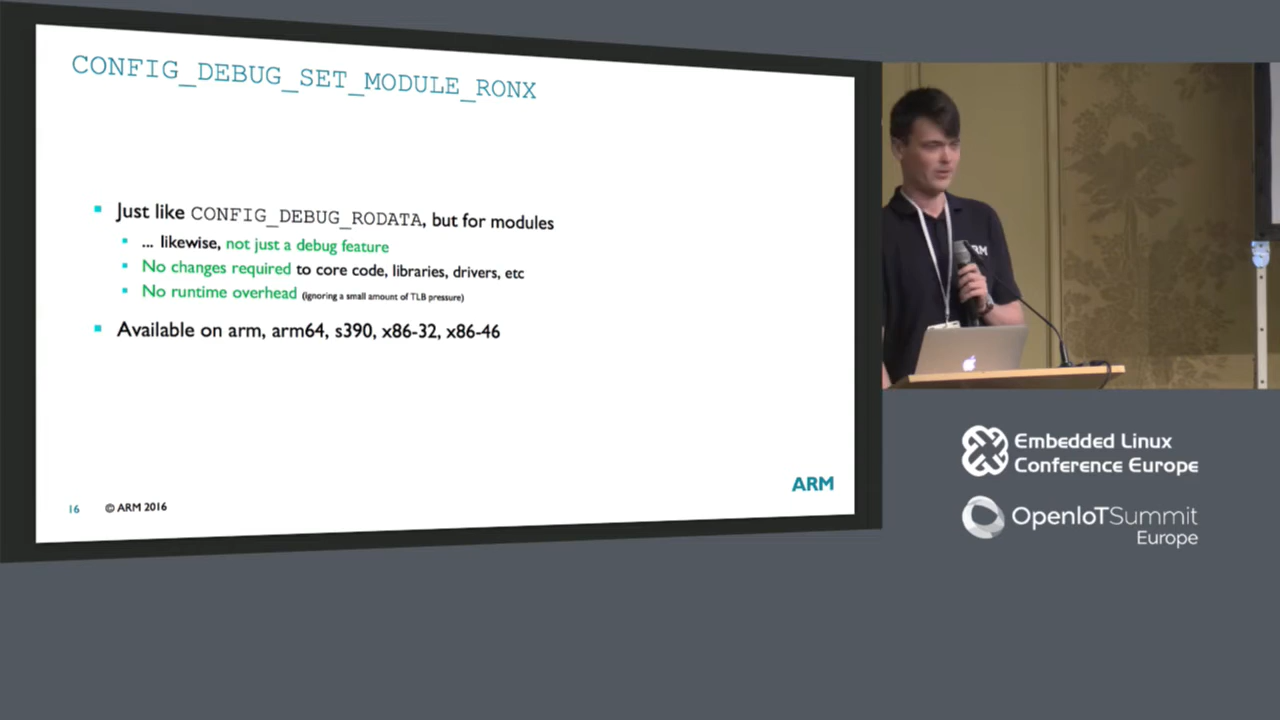 CONFIG_DEBUG_SET_MODULE_RONX
Just like CONFIG_DEBUG_RODATA, but for modules
... likewise, not just a debug feature
No changes required to core code, libraries, drivers, etc
No runtime overhead (ignoring a small amount of TLB pressure)
Available on arm, arm64, s390, x86-32, x86-46
ARM
16 © ARM 2016
ARM
Embedded Linux
Conference Europe
OpenIoTSummit
Europe